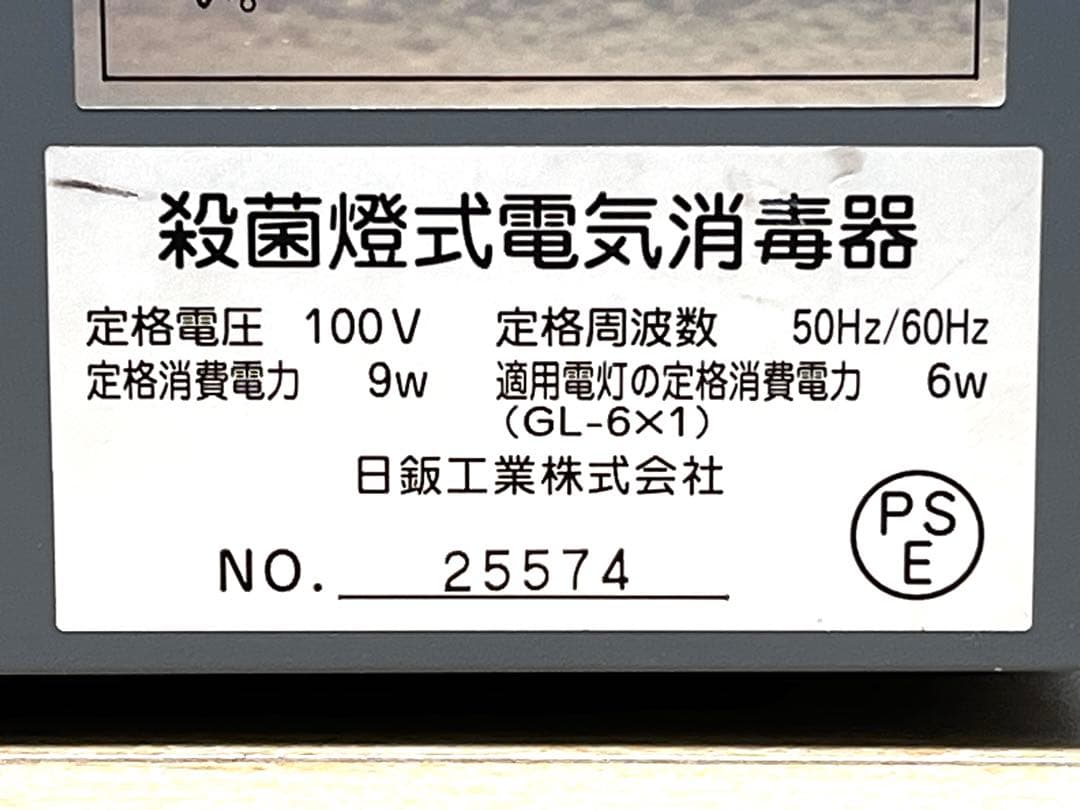 い。
殺菌燈式電気消毒器
定格電圧 100V 定格周波数 50Hz/60Hz
定格消費電力 9w 適用電灯の定格消費電力 6w
(GL-6×1)
日鈑工業株式会社
PS
E
NO. 25574